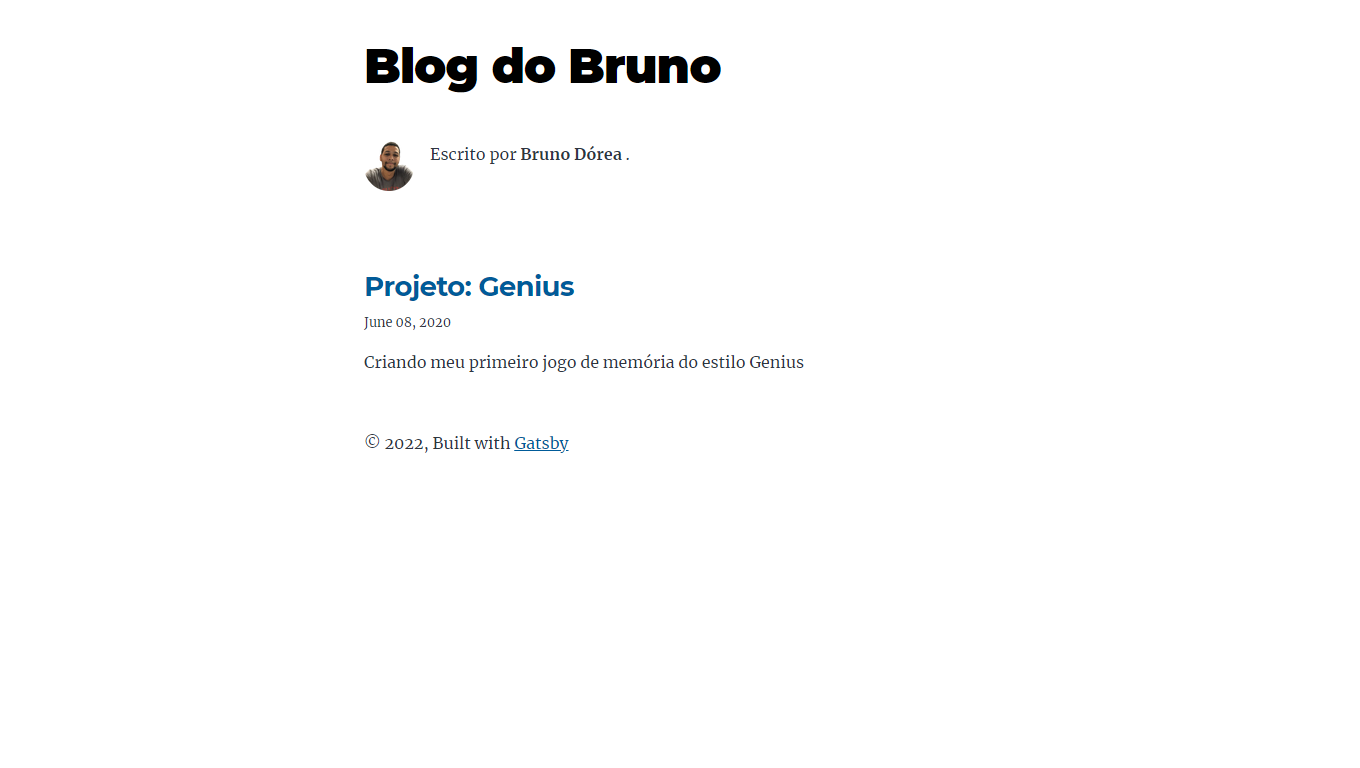 Blog do Bruno
Escrito por Bruno Dórea .
Projeto: Genius
June 08, 2020
Criando meu primeiro jogo de memória do estilo Genius
© 2022, Built with Gatsby